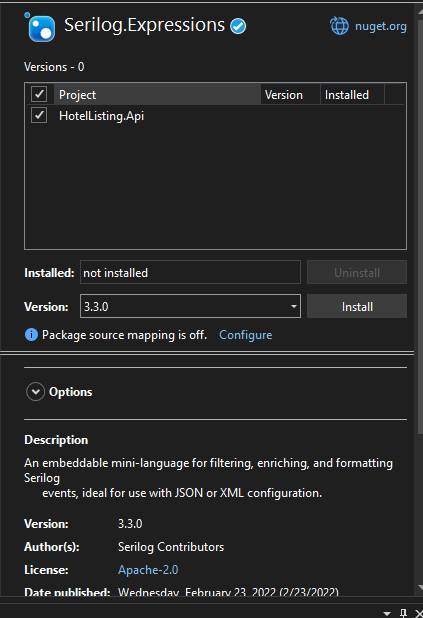 Serilog.Expressions
nuget.org
Versions - 0
Project Version Installed
HotelListing.Api
Installed: not installed Uninstall
Version: 3.3.0 Install
Package source mapping is off. Configure
Options
Description
An embeddable mini-language for filtering, enriching, and formatting
Serilog
events, ideal for use with JSON or XML configuration.
Version: 3.3.0
Author(s): Serilog Contributors
License: Apache-2.0
Date published: Wednesday, February 23, 2022 (2/23/2022)